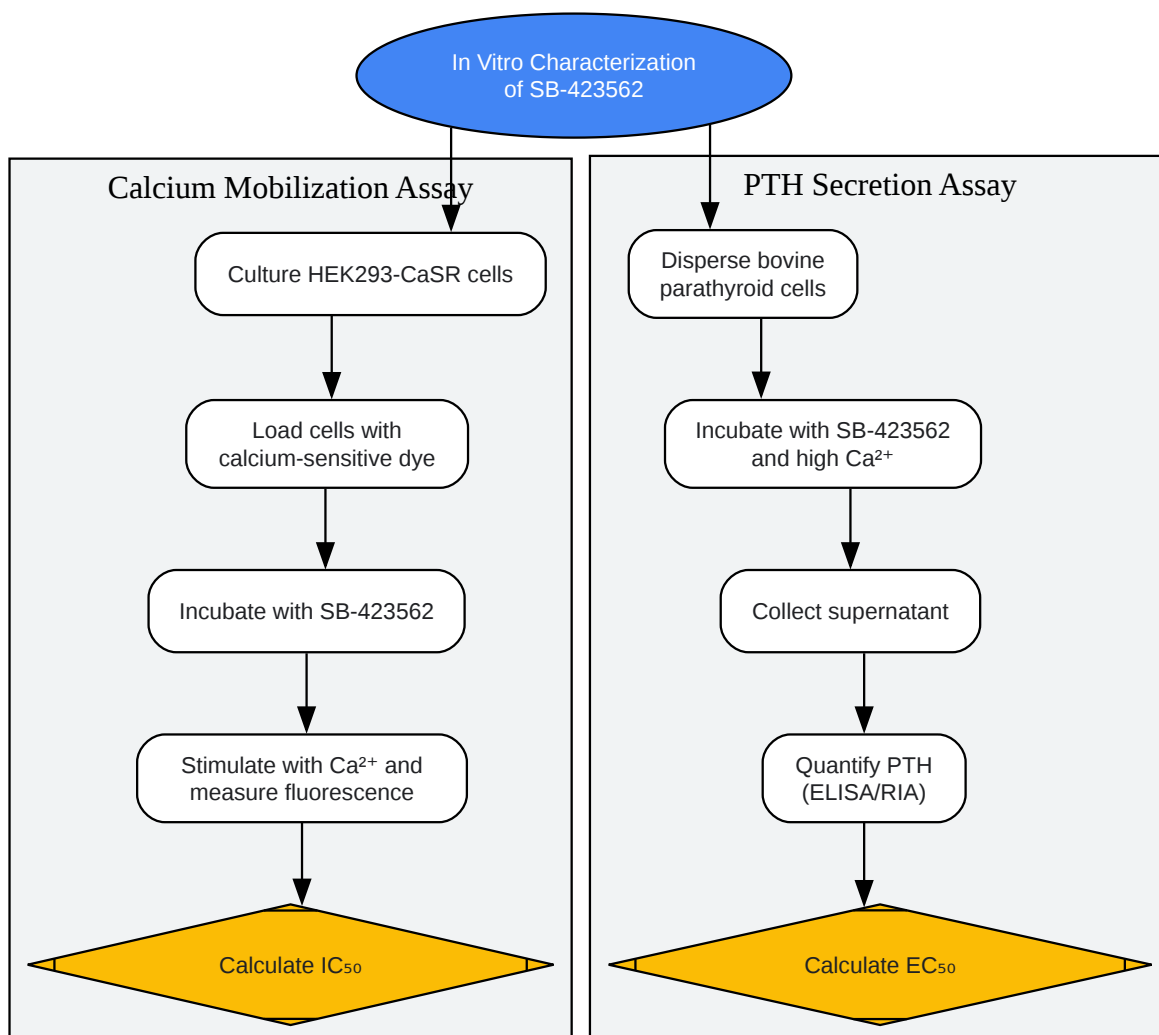 In Vitro Characterization
of SB-423562
Calcium Mobilization Assay
Culture HEK293-CaSR cells
Load cells with
calcium-sensitive dye
Incubate with SB-423562
Stimulate with Ca²⁺ and
measure fluorescence
Calculate IC₅₀
PTH Secretion Assay
Disperse bovine
parathyroid cells
Incubate with SB-423562
and high Ca²⁺
Collect supernatant
Quantify PTH
(ELISA/RIA)
Calculate EC₅₀